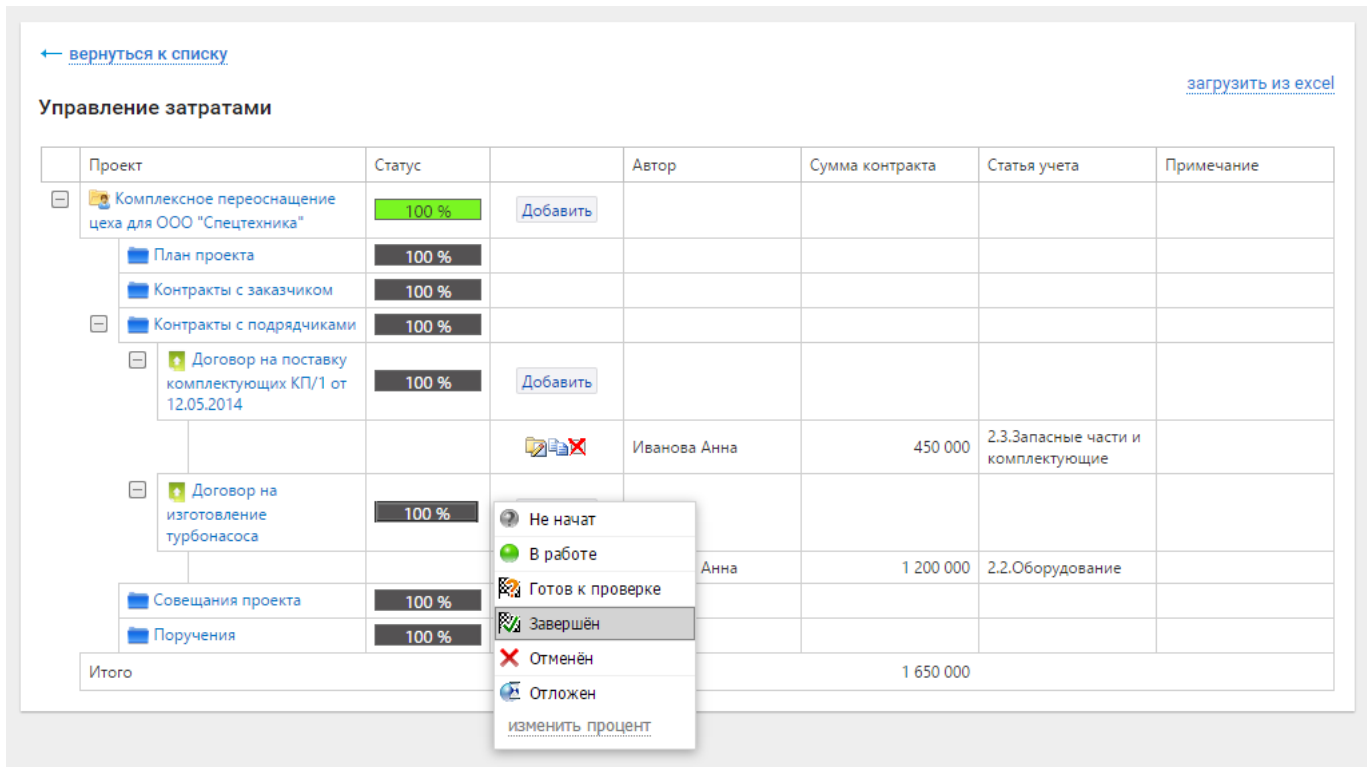 ← вернуться к списку
загрузить из excel
Управление затратами
Проект Статус Автор Сумма контракта Статья учета Примечание
Комплексное переоснащение
цеха для ООО "Спецтехника"
100 % Добавить
План проекта 100 %
Контракты с заказчиком 100 %
Контракты с подрядчиками 100 %
Договор на поставку
комплектующих КП/1 от
12.05.2014
100 % Добавить
Иванова Анна 450 000 2.3.Запасные части и
комплектующие
Договор на
изготовление
турбонасоса
100 %
Анна 1 200 000 2.2.Оборудование
Совещания проекта 100 %
Поручения 100 %
Итого 1 650 000
Не начат
В работе
Готов к проверке
Завершён
Отменён
Отложен
изменить процент